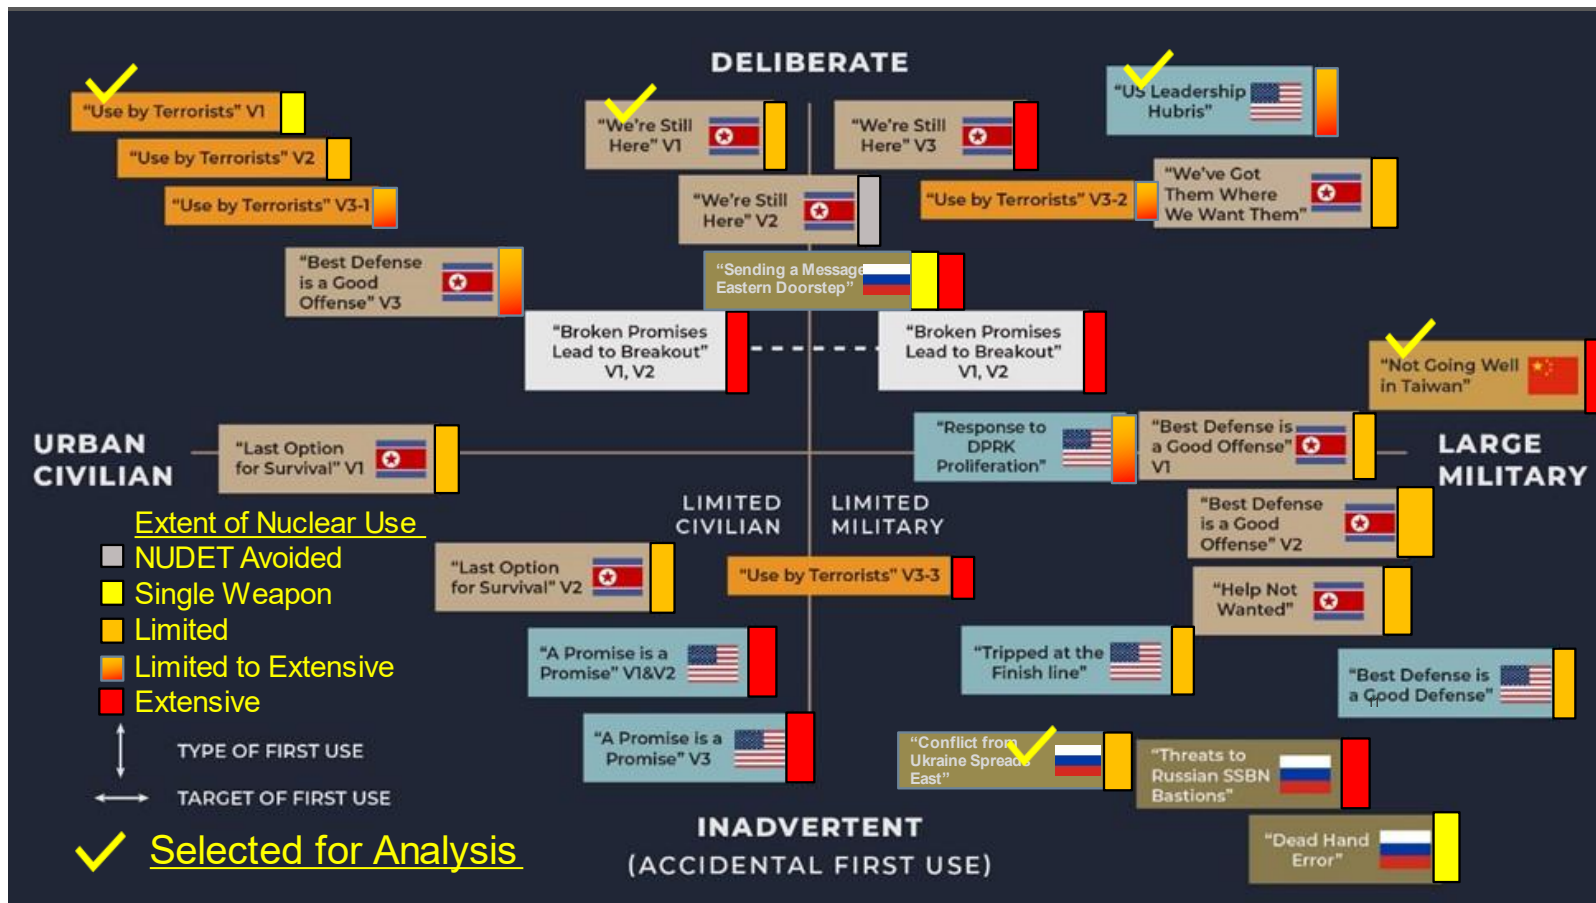 DELIBERATE
“Use by Terrorists” V1
“Use by Terrorists” V2
“Use by Terrorists” V3-1
“We’re Still
Here” V1
“We’re Still
Here” V3
“US Leadership
Hubris”
“We’re Still
Here” V2
“Use by Terrorists” V3-2
“We’ve Got
Them Where
We Want Them”
“Best Defense
is a Good
Offense” V3
“Sending a Message
Eastern Doorstep”
“Broken Promises
Lead to Breakout”
V1, V2
“Broken Promises
Lead to Breakout”
V1, V2
“Not Going Well
in Taiwan”
URBAN
CIVILIAN
“Last Option
for Survival” V1
“Response to
DPRK
Proliferation”
“Best Defense is
a Good Offense”
V1
LARGE
MILITARY
LIMITED
CIVILIAN
LIMITED
MILITARY
“Best Defense
is a Good
Offense” V2
Extent of Nuclear Use
NUDET Avoided
Single Weapon
Limited
Limited to Extensive
Extensive
“Last Option
for Survival” V2
“Use by Terrorists” V3-3
“Help Not
Wanted”
“A Promise is a
Promise” V1&V2
“Tripped at the
Finish line”
“Best Defense is
a Good Defense”
11
“A Promise is a
Promise” V3
“Conflict from
Ukraine Spreads
East”
“Threats to
Russian SSBN
Bastions”
TYPE OF FIRST USE
TARGET OF FIRST USE
INADVERTENT
(ACCIDENTAL FIRST USE)
“Dead Hand
Error”
Selected for Analysis